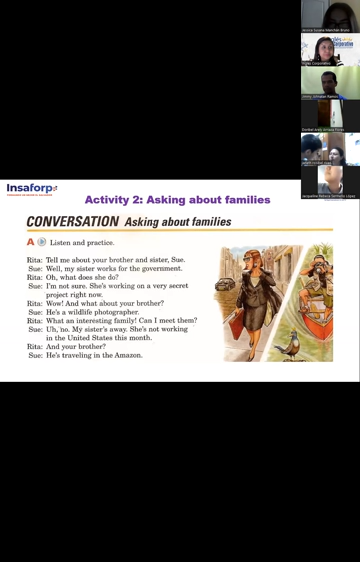 Insaforp
Activity 2: Asking about families
CONVERSATION Asking about families
A Listen and practice.
Rita: Tell me about your brother and sister, Sue.
Sue: Well, my sister works for the government.
Rita: Oh, what does she do?
Sue: I'm not sure. She's working on a very secret
project right now.
Rita: Wow! And what about your brother?
Sue: He's a wildlife photographer.
Rita: What an interesting family! Can I meet them?
Sue: Uh, no. My sister's away. She's not working
in the United States this month.
Rita: And your brother?
Sue: He's traveling in the Amazon.